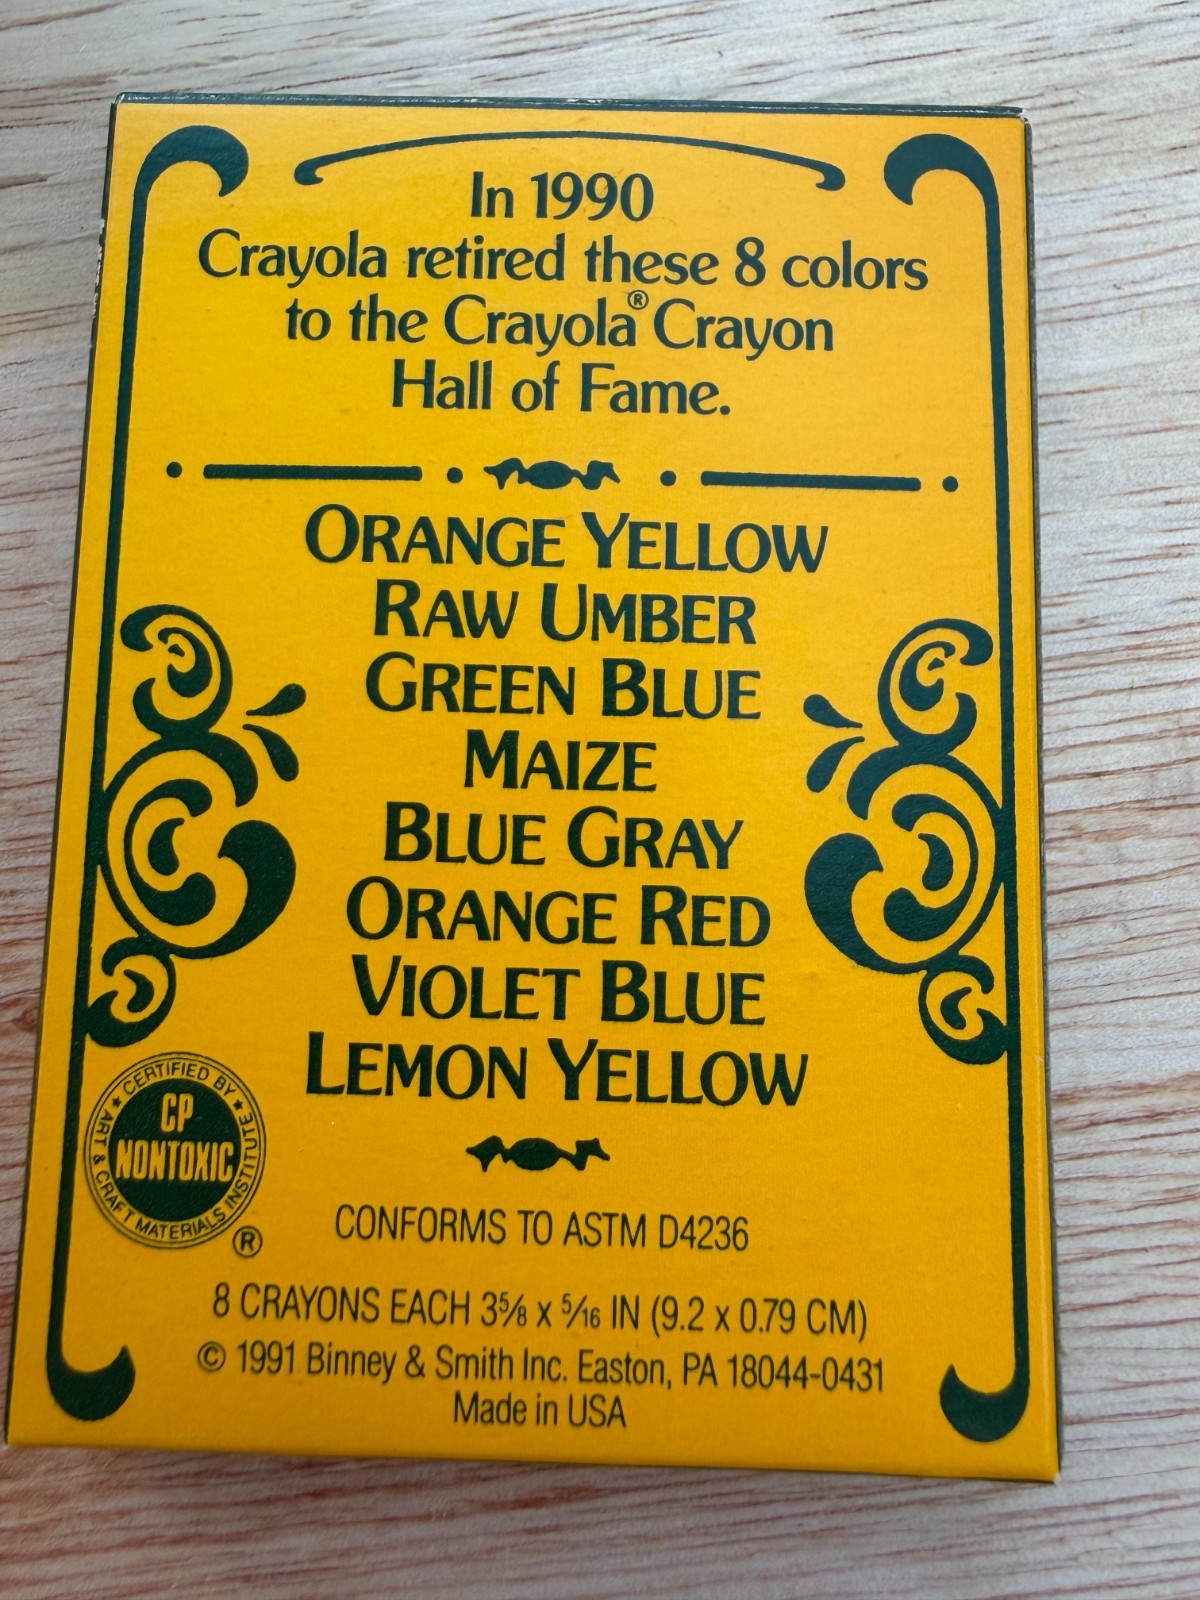 In 1990
Crayola retired these 8 colors
to the Crayola® Crayon
Hall of Fame.
ORANGE YELLOW
RAW UMBER
GREEN BLUE
MAIZE
BLUE GRAY
ORANGE RED
VIOLET BLUE
LEMON YELLOW
CERTIFIED BY
ART & CRAFT MATERIALS INSTITUTE
CP
NONTOXIC
®
CONFORMS TO ASTM D4236
8 CRAYONS EACH 3⅝ x 5/16 IN (9.2 x 0.79 CM)
© 1991 Binney & Smith Inc. Easton, PA 18044-0431
Made in USA